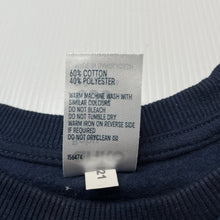 60% COTTON
40% POLYESTER
WARM MACHINE WASH WITH
SIMILAR COLOURS
DO NOT BLEACH
DO NOT TUMBLE DRY
WARM IRON ON REVERSE SIDE
IF REQUIRED
DO NOT DRYCLEAN
156474
21